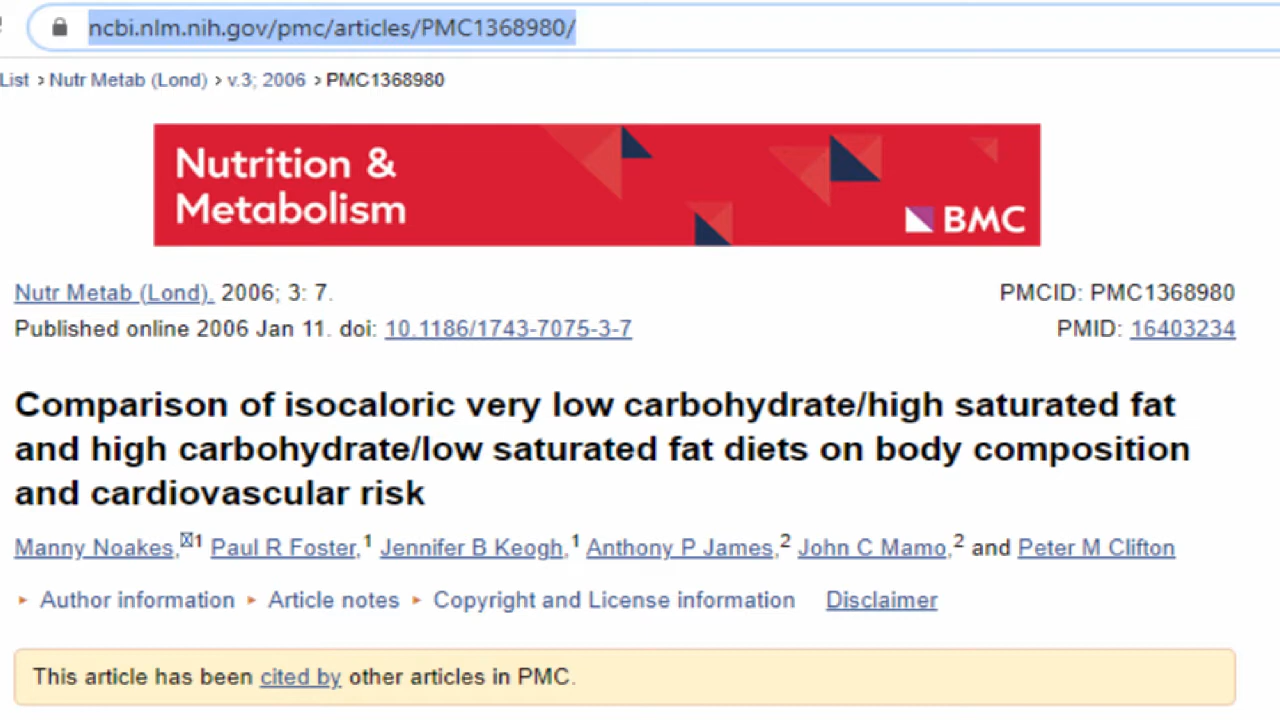 ncbi.nlm.nih.gov/pmc/articles/PMC1368980/
List > Nutr Metab (Lond) > v.3; 2006 > PMC1368980
Nutrition &
Metabolism
BMC
Nutr Metab (Lond). 2006; 3: 7.
PMCID: PMC1368980
Published online 2006 Jan 11. doi: 10.1186/1743-7075-3-7
PMID: 16403234
Comparison of isocaloric very low carbohydrate/high saturated fat
and high carbohydrate/low saturated fat diets on body composition
and cardiovascular risk
Manny Noakes,1 Paul R Foster,1 Jennifer B Keogh,1 Anthony P James,2 John C Mamo,2 and Peter M Clifton
Author information Article notes Copyright and License information Disclaimer
This article has been cited by other articles in PMC.